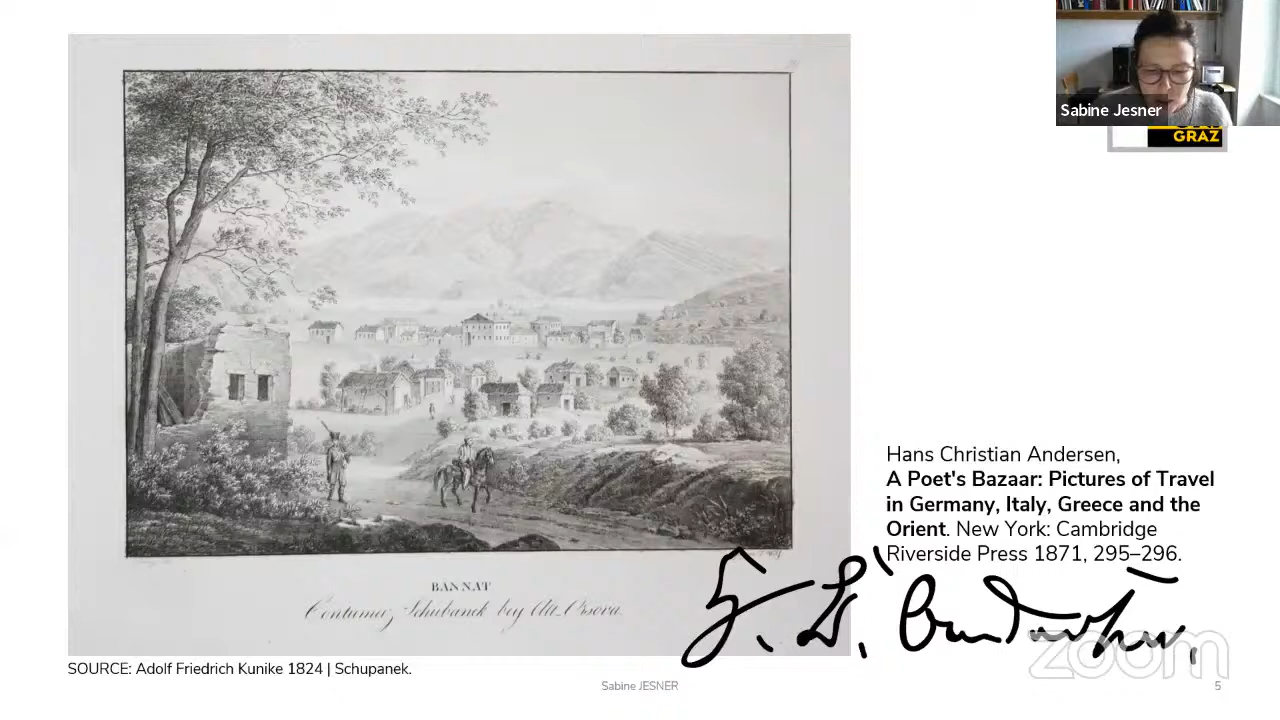 Sabine Jesner
GRAZ
Hans Christian Andersen,
A Poet's Bazaar: Pictures of Travel
in Germany, Italy, Greece and the
Orient. New York: Cambridge
Riverside Press 1871, 295–296.
BANNAT
Contumaz Schubanek bey Alt-Orsova.
H. C. Andersen.
zoom
SOURCE: Adolf Friedrich Kunike 1824 | Schupanek.
Sabine JESNER
5